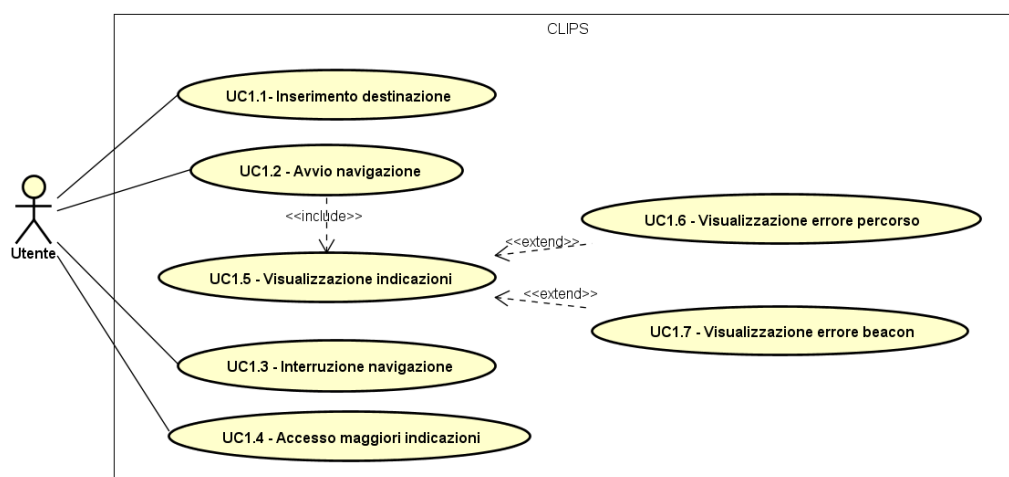 CLIPS
UC1.1- Inserimento destinazione
UC1.2 - Avvio navigazione
<<include>>
UC1.6 - Visualizzazione errore percorso
<<extend>>
Utente
UC1.5 - Visualizzazione indicazioni
<<extend>>
UC1.7 - Visualizzazione errore beacon
UC1.3 - Interruzione navigazione
UC1.4 - Accesso maggiori indicazioni